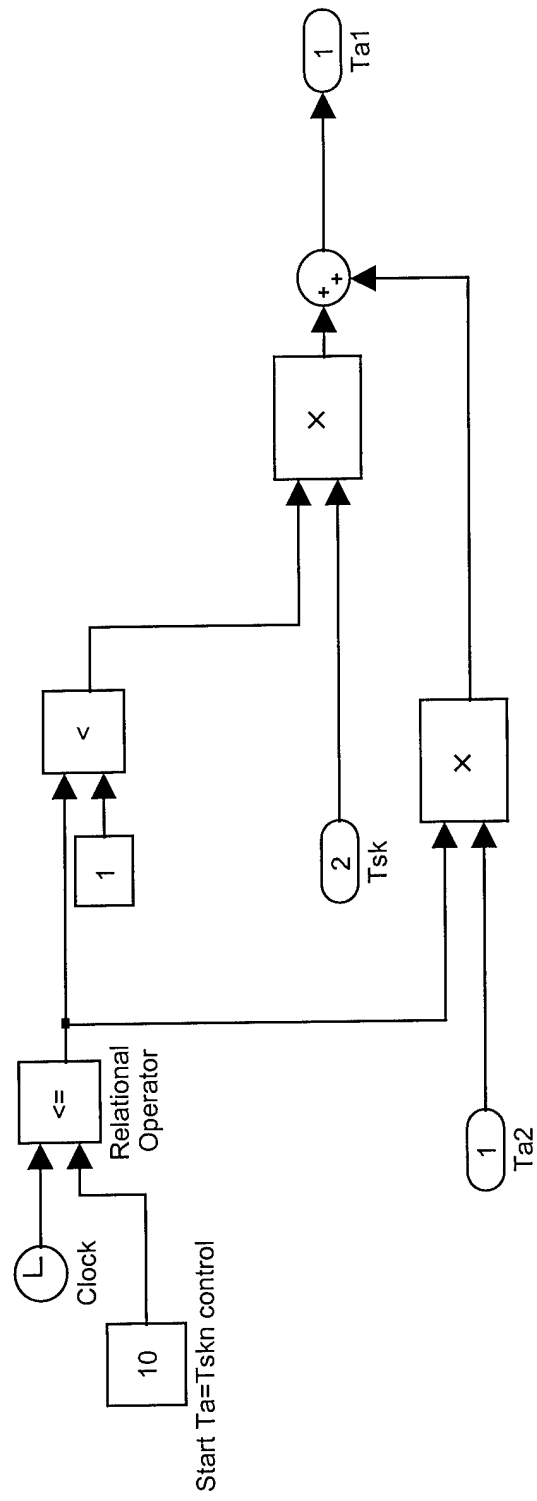 Clock
10
Start Ta=Tskn control
<=
Relational
Operator
1
<
2
Tsk
1
Ta2
X
X
+
+
1
Ta1